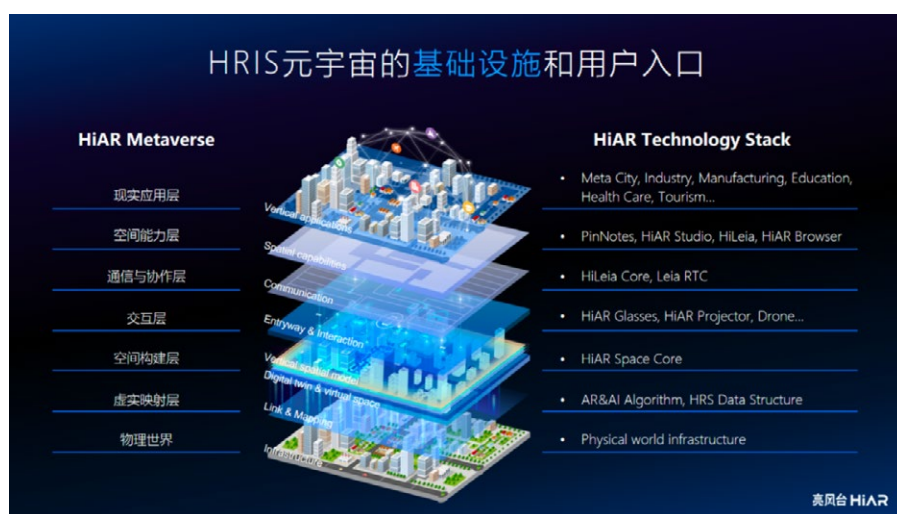 HRIS元宇宙的基础设施和用户入口
HiAR Metaverse
HiAR Technology Stack
现实应用层
Vertical applications
• Meta City, Industry, Manufacturing, Education,
Health Care, Tourism...
空间能力层
Spatial capabilities
• PinNotes, HiAR Studio, HiLeia, HiAR Browser
通信与协作层
Communication
• HiLeia Core, Leia RTC
交互层
Entryway & Interaction
• HiAR Glasses, HiAR Projector, Drone...
空间构建层
Vertical spatial model
• HiAR Space Core
Digital twin & virtual space
虚实映射层
Link & Mapping
• AR&AI Algorithm, HRS Data Structure
物理世界
Infrastructure
• Physical world infrastructure
亮风台 HiAR